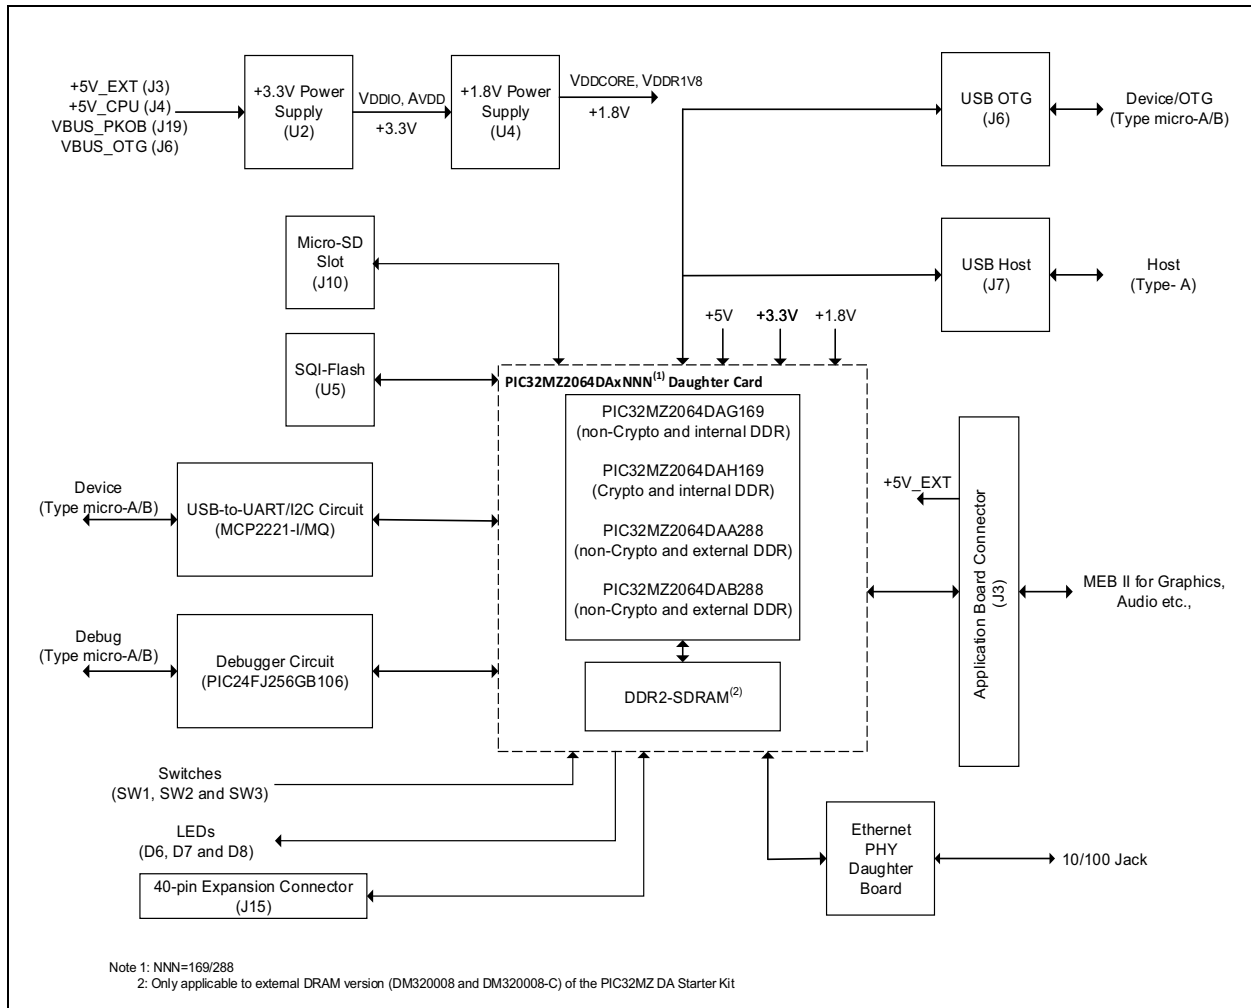 +5V_EXT (J3)
+5V_CPU (J4)
VBUS_PKOB (J19)
VBUS_OTG (J6)
+3.3V Power
Supply
(U2)
VDDIO, AVDD
+3.3V
+1.8V Power
Supply
(U4)
VDDCORE, VDDR1V8
+1.8V
USB OTG
(J6)
Device/OTG
(Type micro-A/B)
Micro-SD
Slot
(J10)
USB Host
(J7)
Host
(Type- A)
+5V
+3.3V
+1.8V
SQI-Flash
(U5)
PIC32MZ2064DAxNNN(1) Daughter Card
PIC32MZ2064DAG169
(non-Crypto and internal DDR)
PIC32MZ2064DAH169
(Crypto and internal DDR)
PIC32MZ2064DAA288
(non-Crypto and external DDR)
PIC32MZ2064DAB288
(non-Crypto and external DDR)
DDR2-SDRAM(2)
Device
(Type micro-A/B)
USB-to-UART/I2C Circuit
(MCP2221-I/MQ)
Debug
(Type micro-A/B)
Debugger Circuit
(PIC24FJ256GB106)
+5V_EXT
Application Board Connector
(J3)
MEB II for Graphics,
Audio etc.,
Switches
(SW1, SW2 and SW3)
LEDs
(D6, D7 and D8)
40-pin Expansion Connector
(J15)
Ethernet
PHY
Daughter
Board
10/100 Jack
Note 1: NNN=169/288
2: Only applicable to external DRAM version (DM320008 and DM320008-C) of the PIC32MZ DA Starter Kit